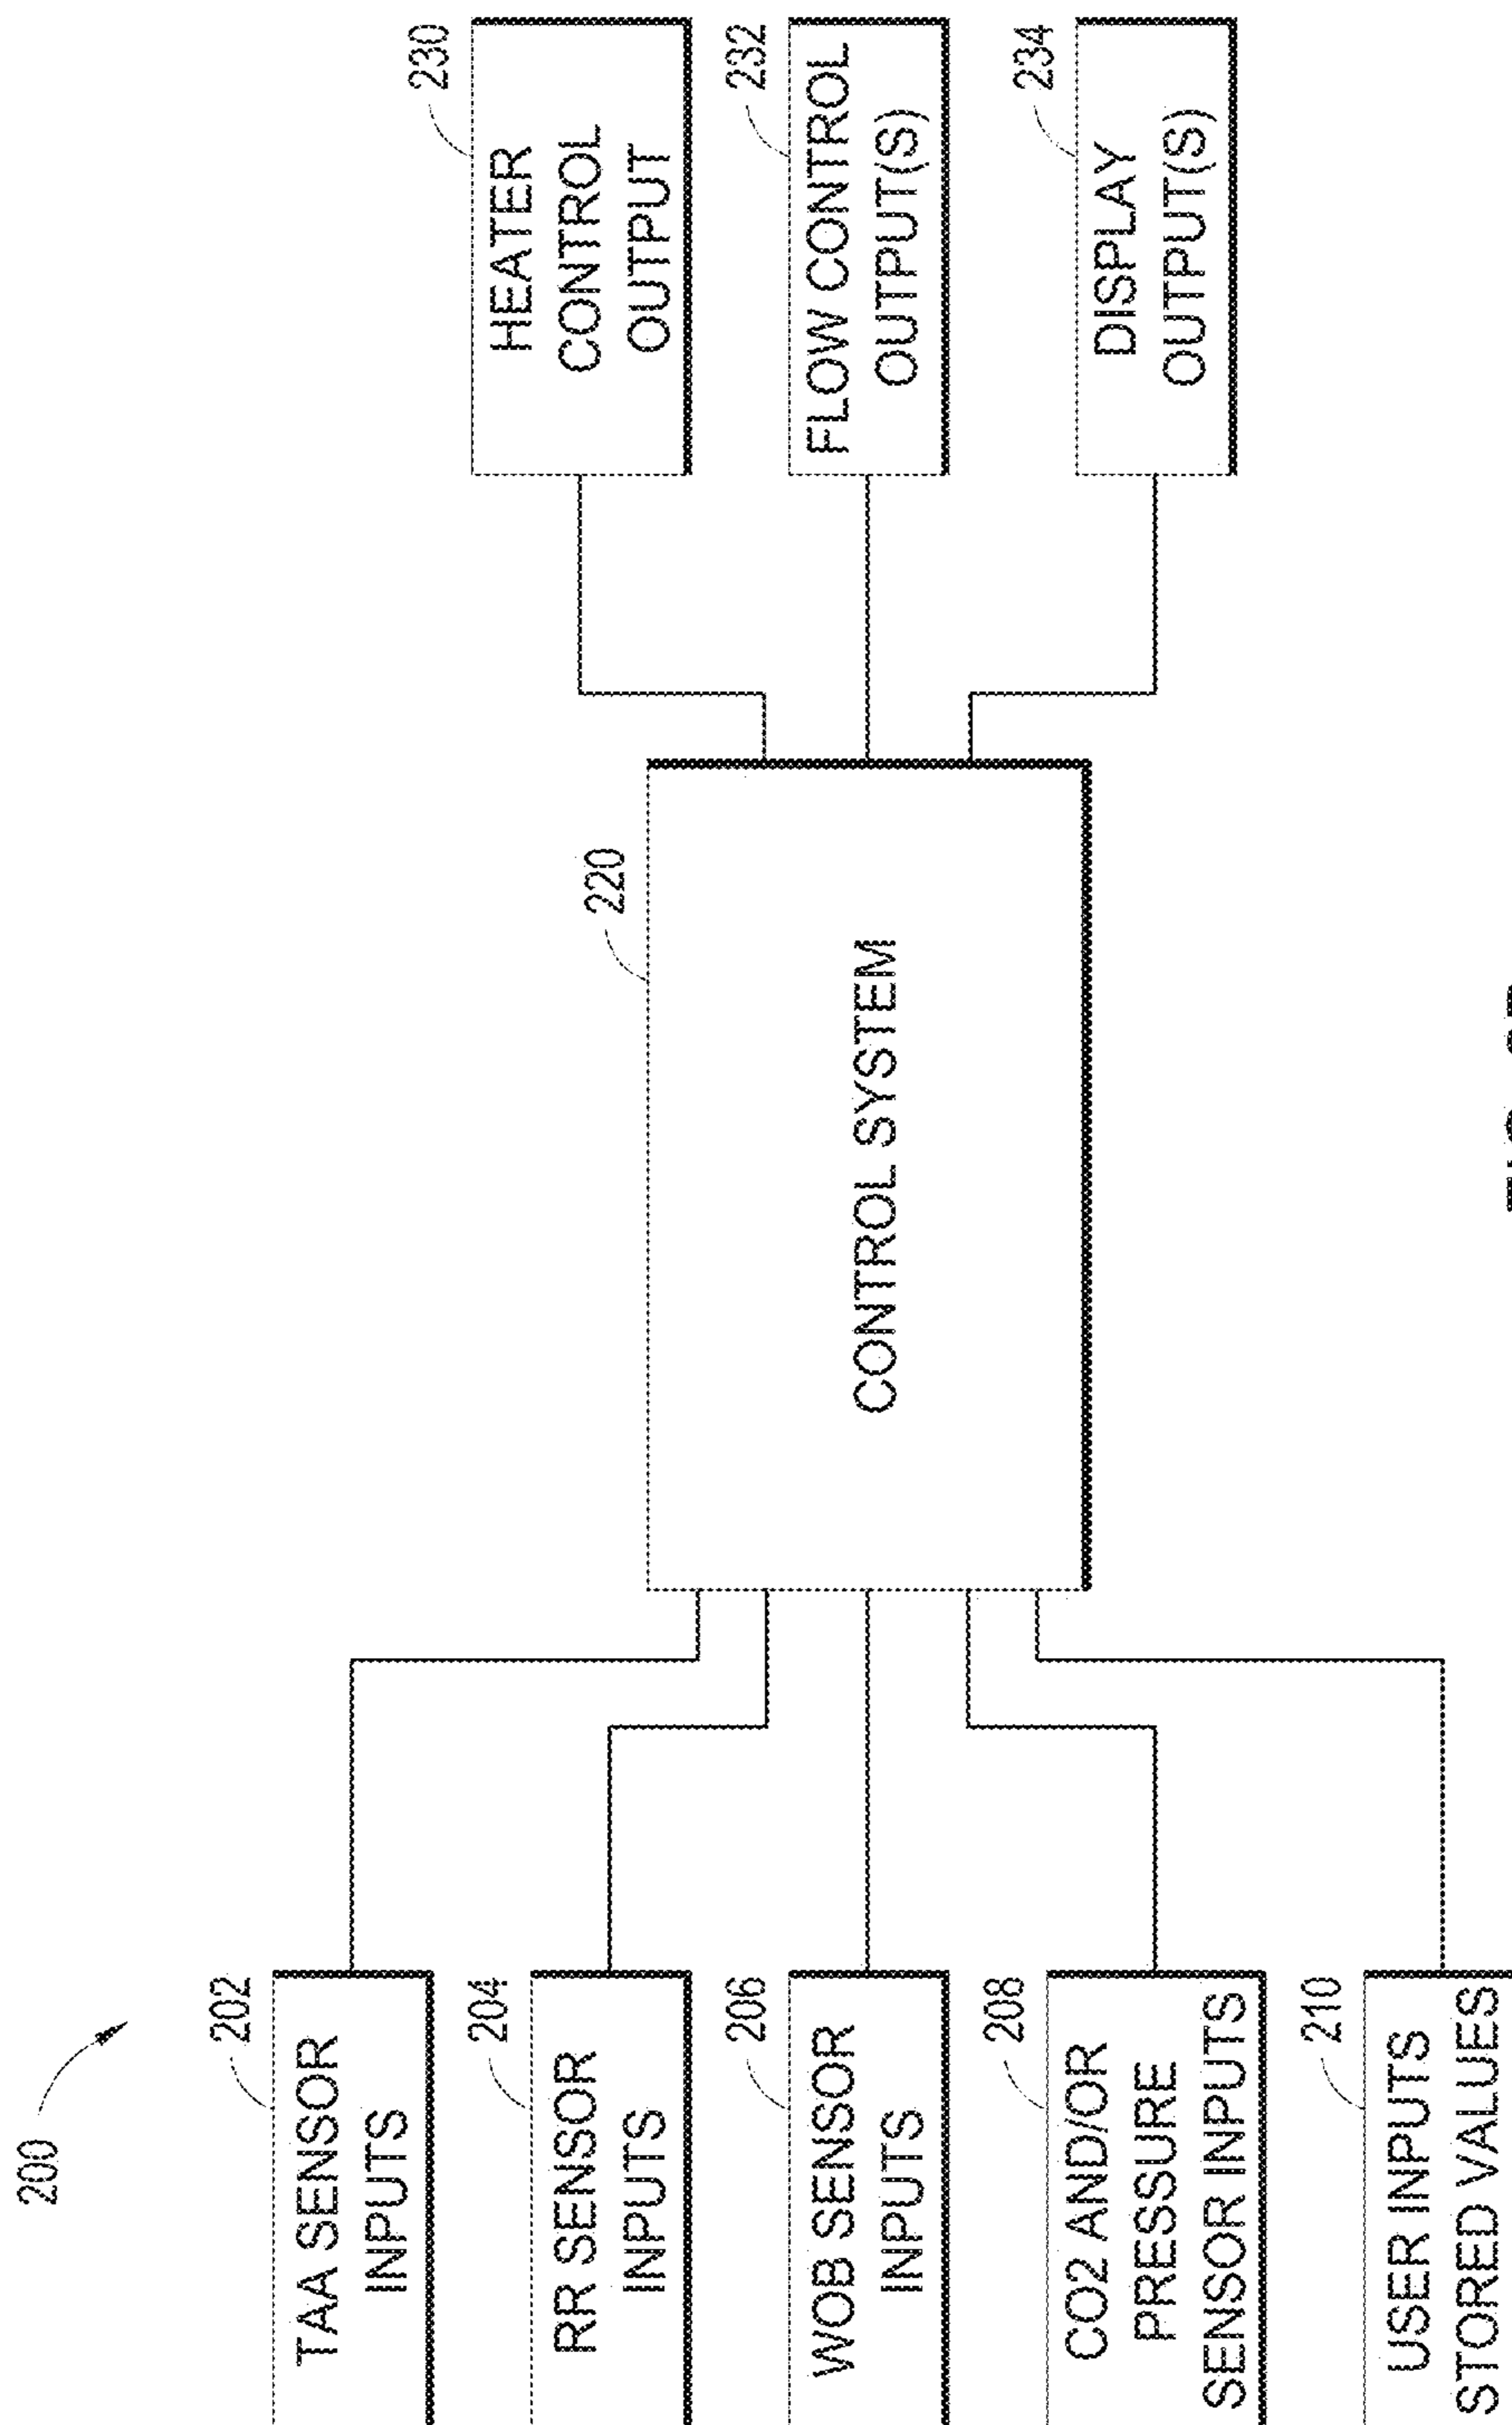 200
202
TAA SENSOR
INPUTS
204
RR SENSOR
INPUTS
206
WOB SENSOR
INPUTS
208
CO2 AND/OR
PRESSURE
SENSOR INPUTS
210
USER INPUTS
STORED VALUES
220
CONTROL SYSTEM
230
HEATER
CONTROL
OUTPUT
232
FLOW CONTROL
OUTPUT(S)
234
DISPLAY
OUTPUT(S)